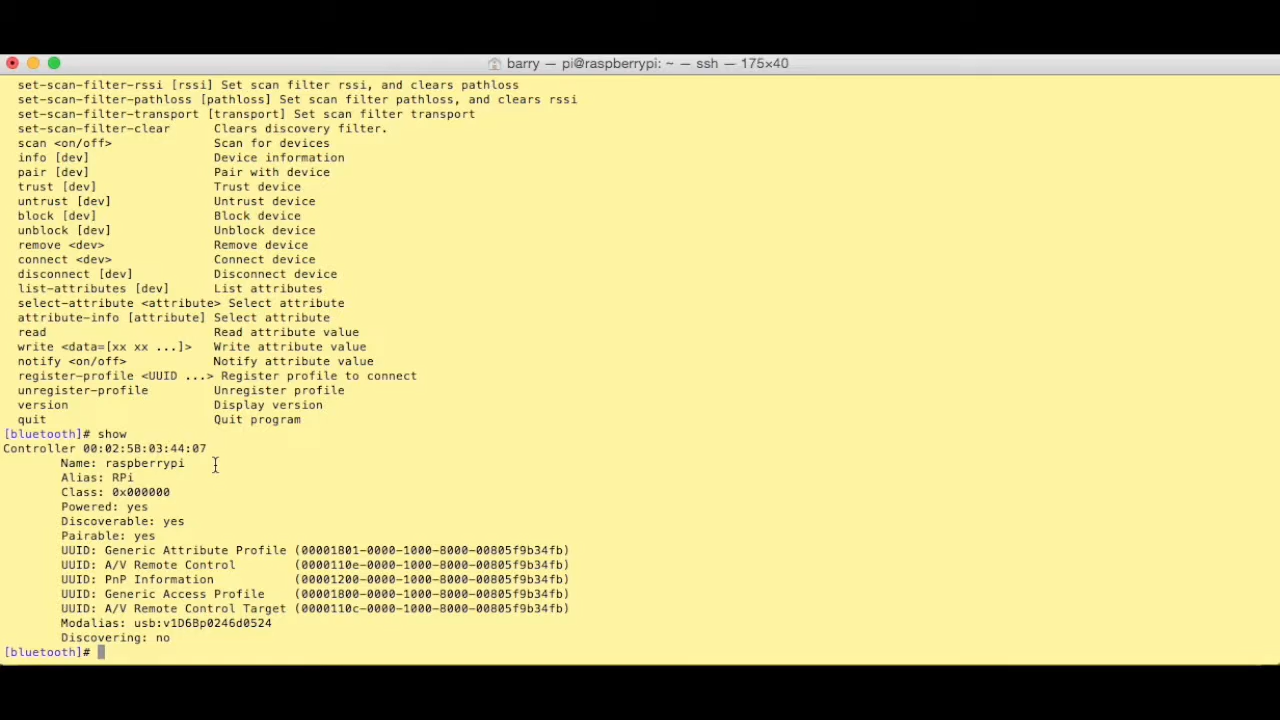 barry — pi@raspberrypi: ~ — ssh — 175×40
set-scan-filter-rssi [rssi] Set scan filter rssi, and clears pathloss
set-scan-filter-pathloss [pathloss] Set scan filter pathloss, and clears rssi
set-scan-filter-transport [transport] Set scan filter transport
set-scan-filter-clear      Clears discovery filter.
scan <on/off>              Scan for devices
info [dev]                 Device information
pair [dev]                 Pair with device
trust [dev]                Trust device
untrust [dev]              Untrust device
block [dev]                Block device
unblock [dev]              Unblock device
remove <dev>               Remove device
connect <dev>              Connect device
disconnect [dev]           Disconnect device
list-attributes [dev]      List attributes
select-attribute <attribute> Select attribute
attribute-info [attribute] Select attribute
read                       Read attribute value
write <data=[xx xx ...]>   Write attribute value
notify <on/off>            Notify attribute value
register-profile <UUID ...> Register profile to connect
unregister-profile         Unregister profile
version                    Display version
quit                       Quit program
[bluetooth]# show
Controller 00:02:5B:03:44:07
Name: raspberrypi
Alias: RPi
Class: 0x000000
Powered: yes
Discoverable: yes
Pairable: yes
UUID: Generic Attribute Profile (00001801-0000-1000-8000-00805f9b34fb)
UUID: A/V Remote Control        (0000110e-0000-1000-8000-00805f9b34fb)
UUID: PnP Information           (00001200-0000-1000-8000-00805f9b34fb)
UUID: Generic Access Profile    (00001800-0000-1000-8000-00805f9b34fb)
UUID: A/V Remote Control Target (0000110c-0000-1000-8000-00805f9b34fb)
Modalias: usb:v1D6Bp0246d0524
Discovering: no
[bluetooth]#